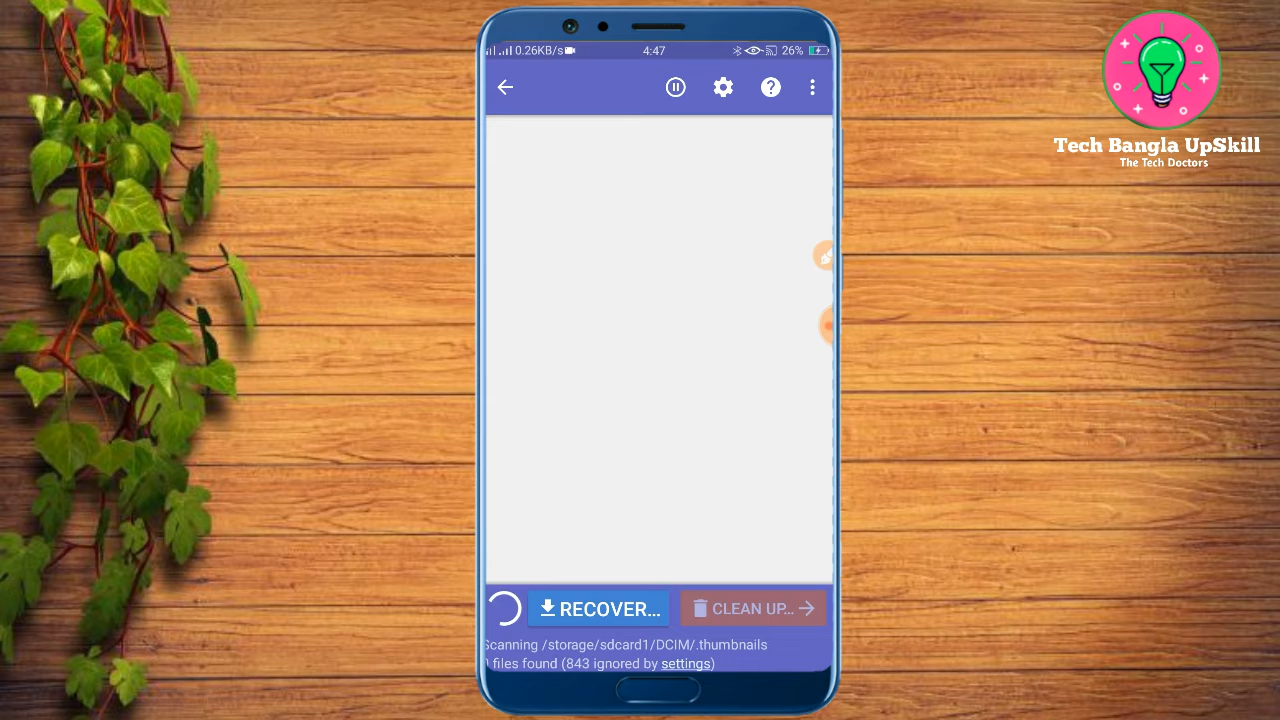 0.26KB/s
4:47
26%
Tech Bangla UpSkill
The Tech Doctors
RECOVER...
CLEAN UP...
Scanning /storage/sdcard1/DCIM/.thumbnails
files found (843 ignored by settings)